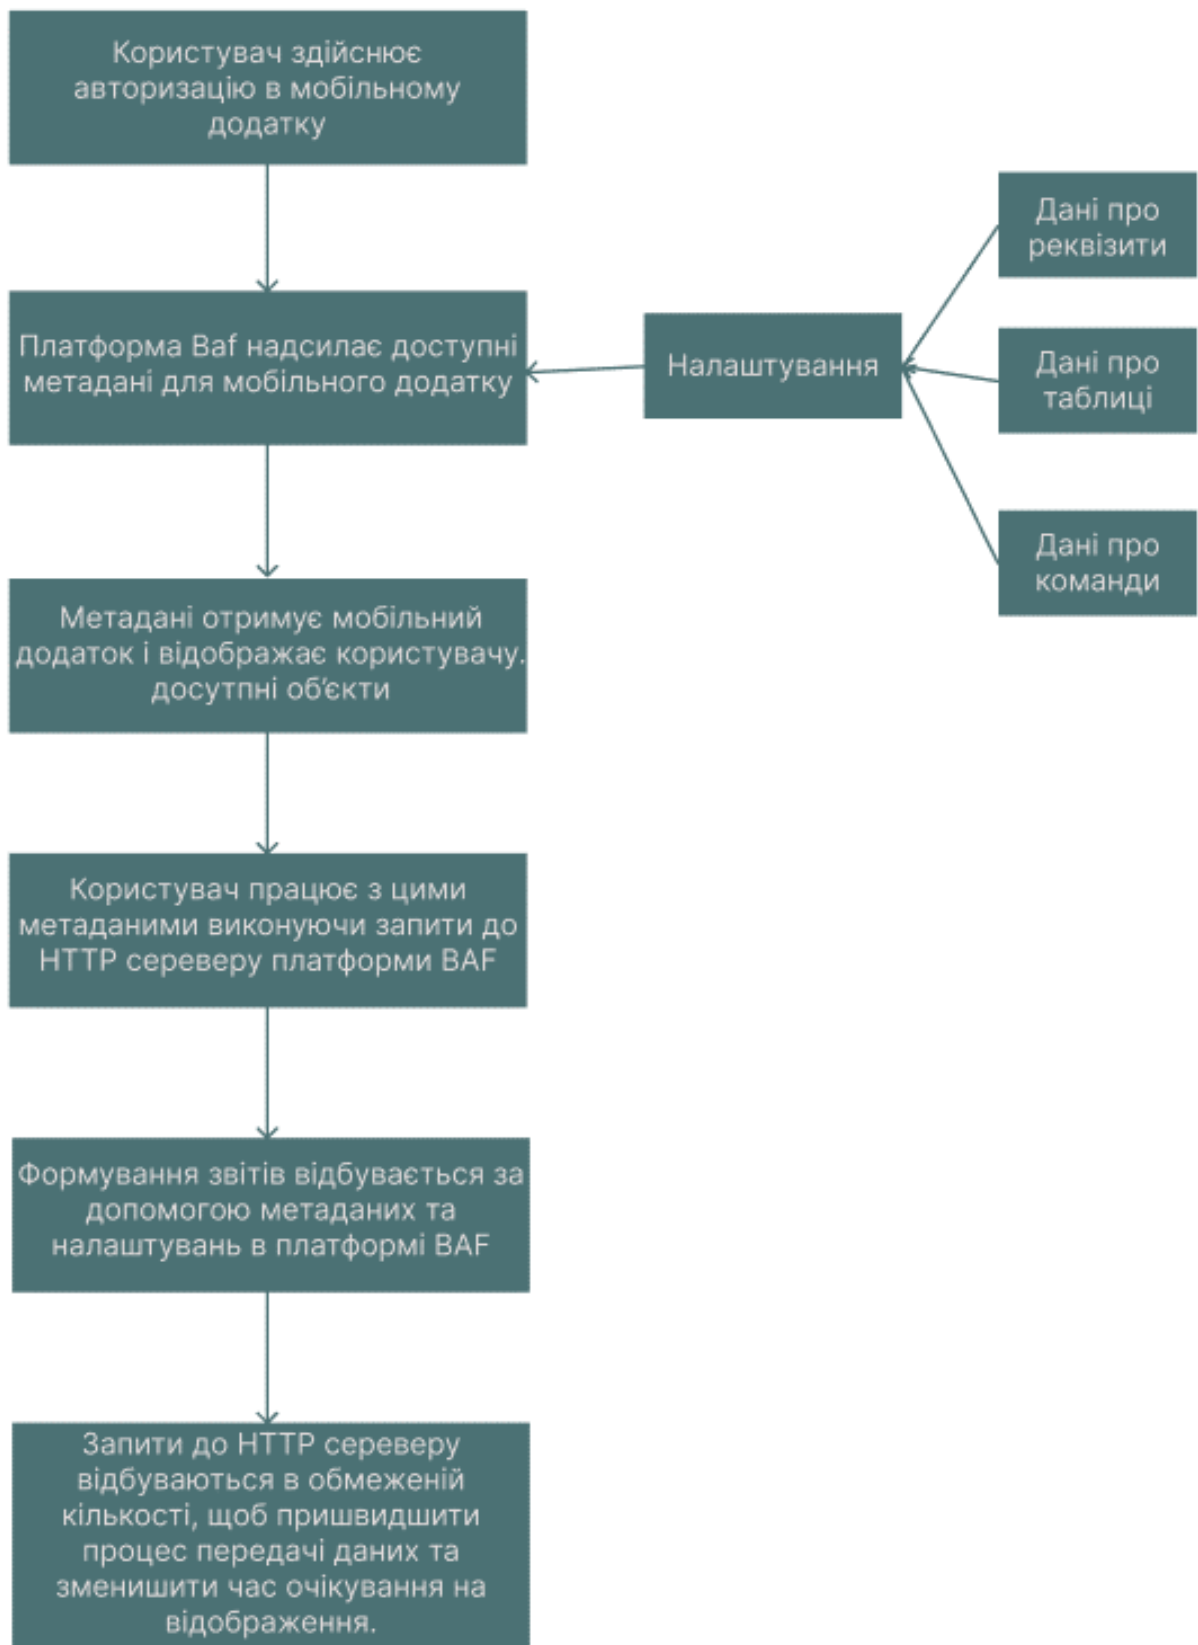 Користувач здійснює
авторизацію в мобільному
додатку
Платформа Baf надсилає доступні
метадані для мобільного додатку
Налаштування
Дані про
реквізити
Дані про
таблиці
Дані про
команди
Метадані отримує мобільний
додаток і відображає користувачу.
досутпні об'єкти
Користувач працює з цими
метаданими виконуючи запити до
HTTP сереверу платформи BAF
Формування звітів відбувається за
допомогою метаданих та
налаштувань в платформі BAF
Запити до HTTP сереверу
відбуваються в обмеженій
кількості, щоб пришвидшити
процес передачі даних та
зменишити час очікування на
відображення.